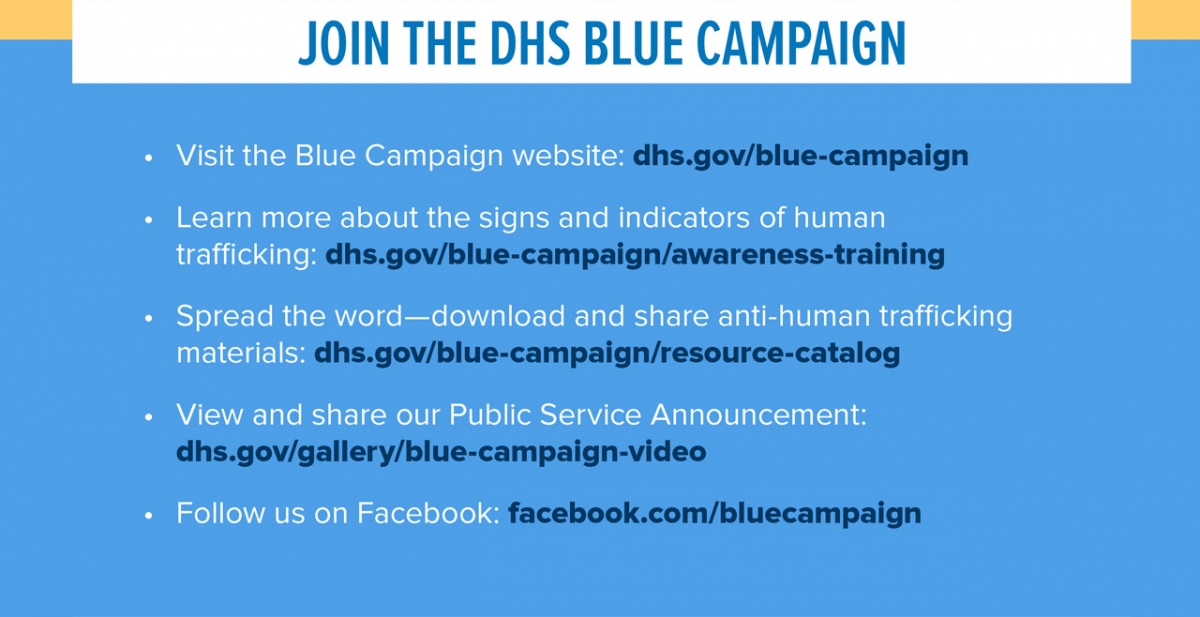 JOIN THE DHS BLUE CAMPAIGN
• Visit the Blue Campaign website: dhs.gov/blue-campaign
• Learn more about the signs and indicators of human
trafficking: dhs.gov/blue-campaign/awareness-training
• Spread the word—download and share anti-human trafficking
materials: dhs.gov/blue-campaign/resource-catalog
• View and share our Public Service Announcement:
dhs.gov/gallery/blue-campaign-video
• Follow us on Facebook: facebook.com/bluecampaign